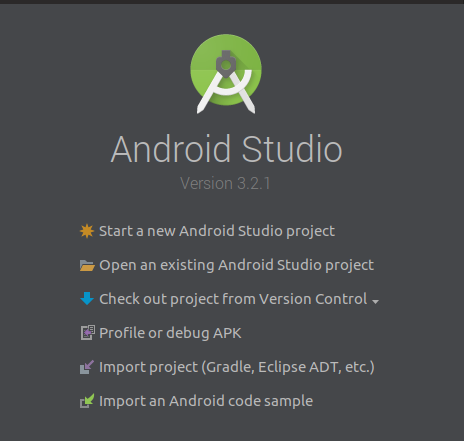 Android Studio
Version 3.2.1
Start a new Android Studio project
Open an existing Android Studio project
Check out project from Version Control
Profile or debug APK
Import project (Gradle, Eclipse ADT, etc.)
Import an Android code sample